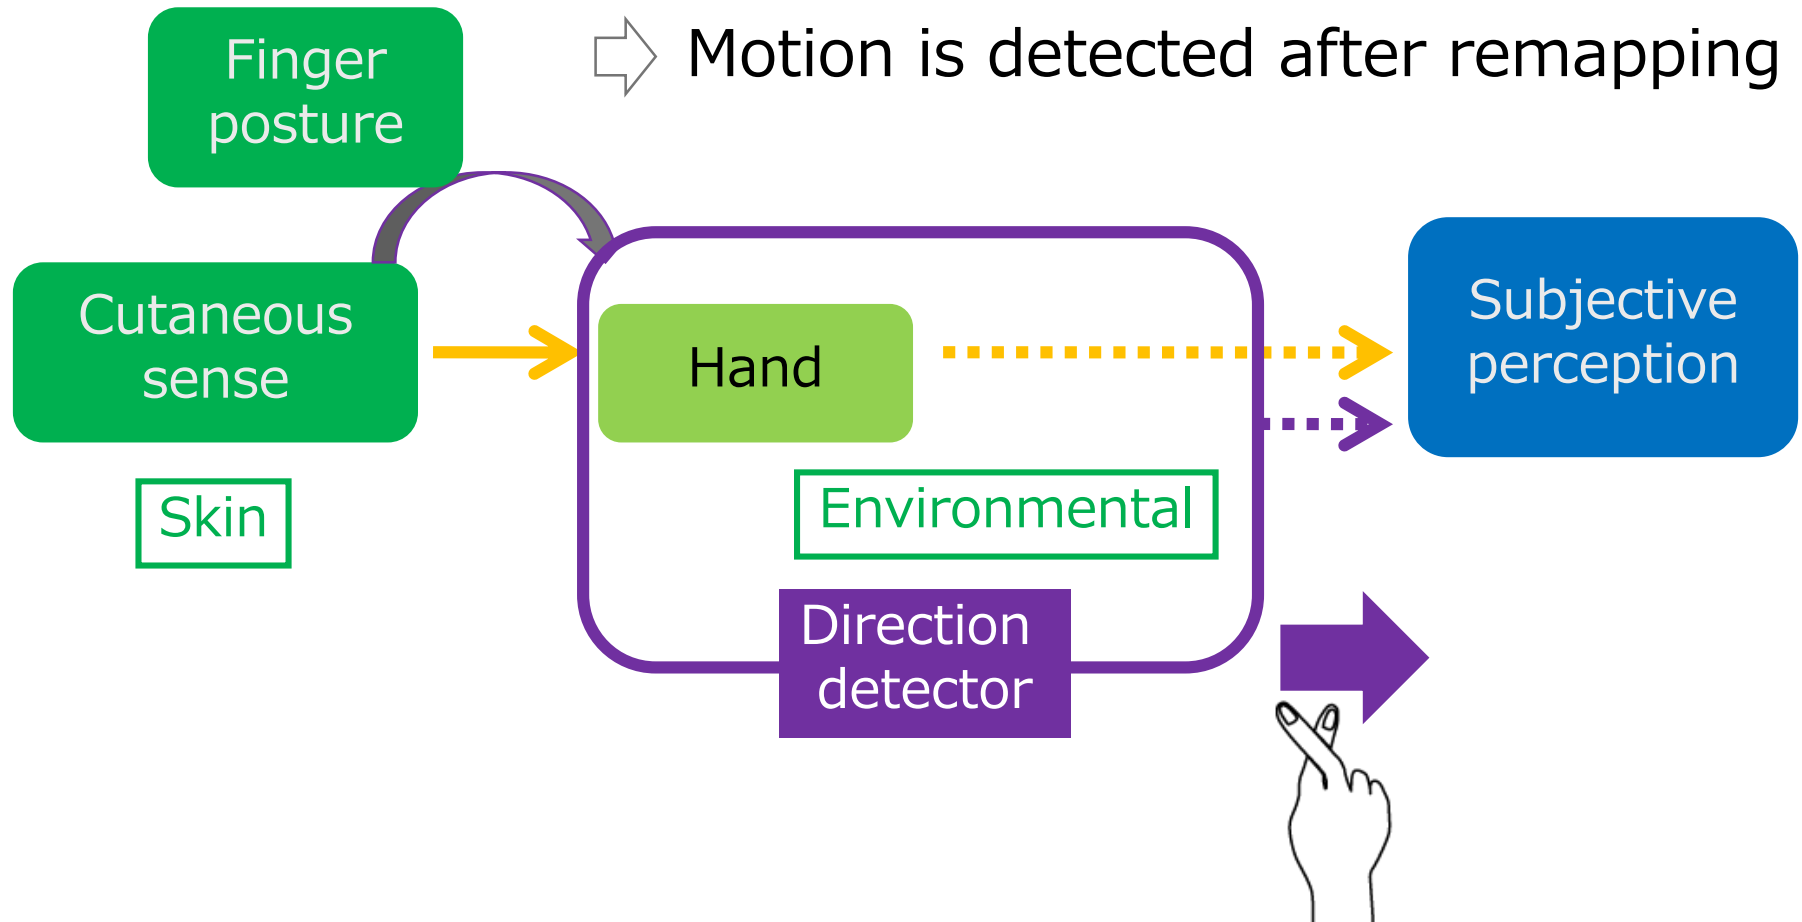 Finger
posture
Motion is detected after remapping
Cutaneous
sense
Hand
Subjective
perception
Skin
Environmental
Direction
detector